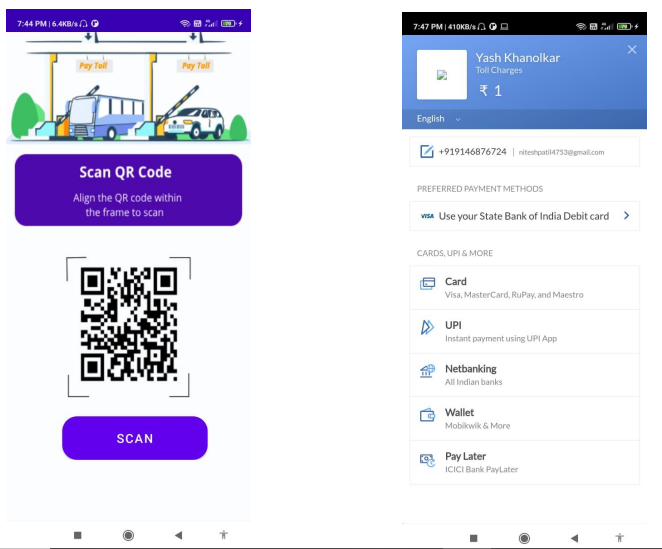 7:44 PM | 6.4KB/s
Pay Toll
Pay Toll
Scan QR Code
Align the QR code within
the frame to scan
SCAN
7:47 PM | 410KB/s
Yash Khanolkar
Toll Charges
₹ 1
English
+919146876724 | niteshpatil4753@gmail.com
PREFERRED PAYMENT METHODS
VISA Use your State Bank of India Debit card
CARDS, UPI & MORE
Card
Visa, MasterCard, RuPay, and Maestro
UPI
Instant payment using UPI App
Netbanking
All Indian banks
Wallet
Mobikwik & More
Pay Later
ICICI Bank PayLater